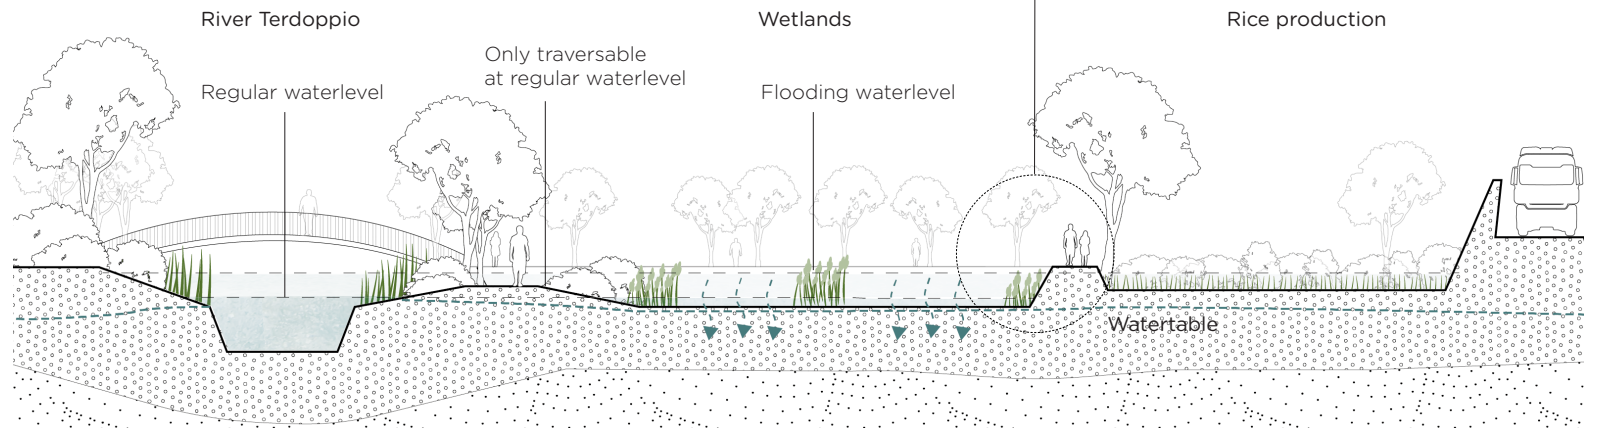 River Terdoppio
Wetlands
Rice production
Only traversable
at regular waterlevel
Regular waterlevel
Flooding waterlevel
Watertable